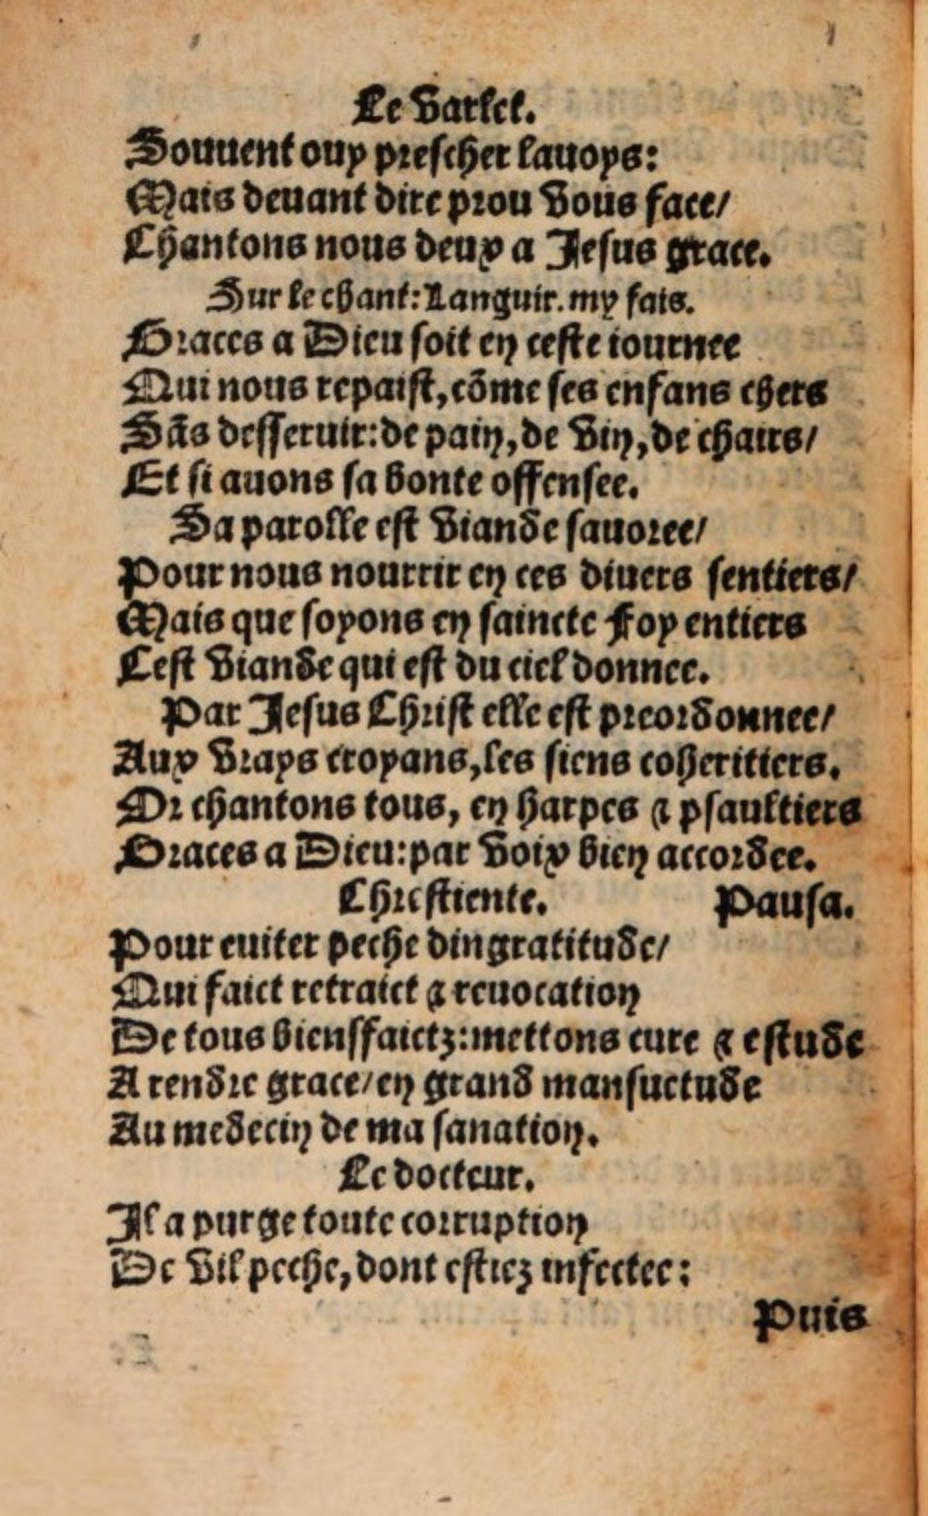 Le Varlet.
Souuent ouy prescher lauoys:
Mais deuant dire prou vous face/
Chantons nous deux a Jesus grace.
Sur le chant: Languir. my fais.
Graces a Dieu soit en ceste iournee
Qui nous repaist, cõme ses enfans chers
Sãs desseruir: de pain, de vin, de chairs/
Et si auons sa bonte offensee.
Sa parolle est viande sauoree/
Pour nous nourrir en ces diuers sentiers/
Mais que soyons en saincte Foy entiers
Cest viande qui est du ciel donnee.
Par Jesus Christ elle est preordonnee/
Aux vrays croyans, les siens coheritiers.
Or chantons tous, en harpes & psaultiers
Graces a Dieu: par voix bien accordee.
Chrestiente. Pausa.
Pour euiter peche dingratitude/
Qui faict retraict & reuocation
De tous biensfaictz: mettons cure & estude
A rendre grace/ en grand mansuetude
Au medecin de ma sanation.
Le docteur.
Il a purge toute corruption
De vil peche, dont estiez infectee:
Puis